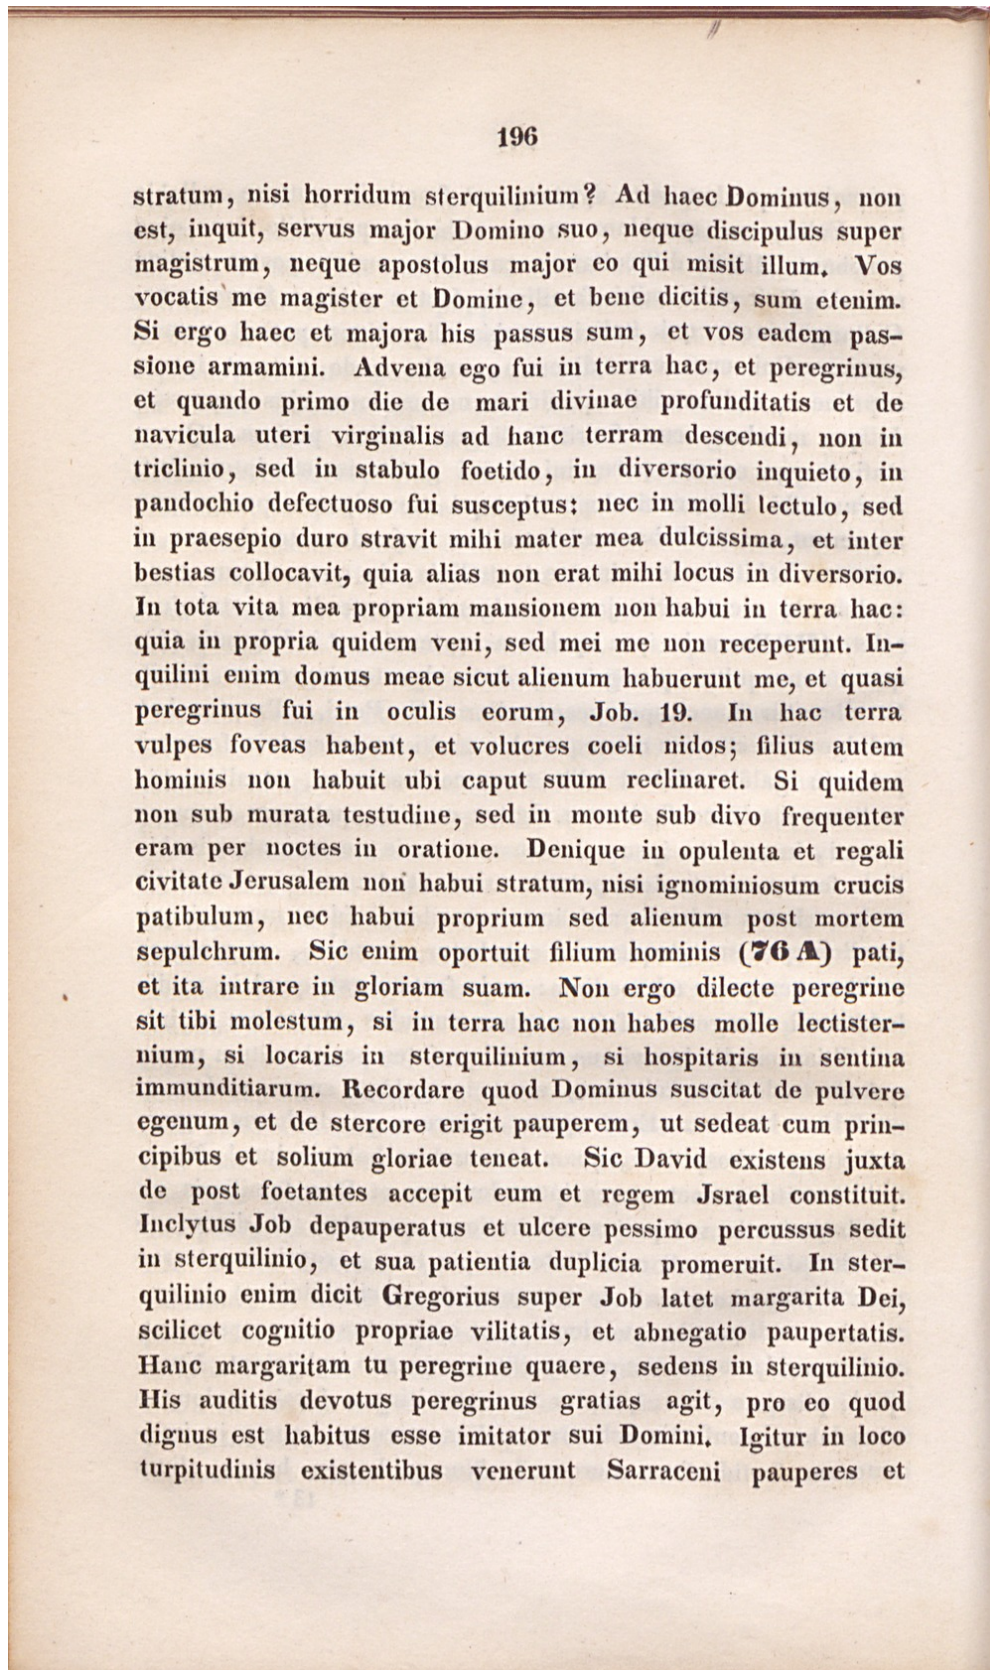 196
stratum, nisi horridum sterquilinium? Ad haec Dominus, non
est, inquit, servus major Domino suo, neque discipulus super
magistrum, neque apostolus major eo qui misit illum. Vos
vocatis me magister et Domine, et bene dicitis, sum etenim.
Si ergo haec et majora his passus sum, et vos eadem pas-
sione armamini. Advena ego fui in terra hac, et peregrinus,
et quando primo die de mari divinae profunditatis et de
navicula uteri virginalis ad hanc terram descendi, non in
triclinio, sed in stabulo foetido, in diversorio inquieto, in
pandochio defectuoso fui susceptus: nec in molli lectulo, sed
in praesepio duro stravit mihi mater mea dulcissima, et inter
bestias collocavit, quia alias non erat mihi locus in diversorio.
In tota vita mea propriam mansionem non habui in terra hac:
quia in propria quidem veni, sed mei me non receperunt. In-
quilini enim domus meae sicut alienum habuerunt me, et quasi
peregrinus fui in oculis eorum, Job. 19. In hac terra
vulpes foveas habent, et volucres coeli nidos; filius autem
hominis non habuit ubi caput suum reclinaret. Si quidem
non sub murata testudine, sed in monte sub divo frequenter
eram per noctes in oratione. Denique in opulenta et regali
civitate Jerusalem non habui stratum, nisi ignominiosum crucis
patibulum, nec habui proprium sed alienum post mortem
sepulchrum. Sic enim oportuit filium hominis (76 A) pati,
et ita intrare in gloriam suam. Non ergo dilecte peregrine
sit tibi molestum, si in terra hac non habes molle lectister-
nium, si locaris in sterquilinium, si hospitaris in sentina
immunditiarum. Recordare quod Dominus suscitat de pulvere
egenum, et de stercore erigit pauperem, ut sedeat cum prin-
cipibus et solium gloriae teneat. Sic David existens juxta
de post foetantes accepit eum et regem Jsrael constituit.
Inclytus Job depauperatus et ulcere pessimo percussus sedit
in sterquilinio, et sua patientia duplicia promeruit. In ster-
quilinio enim dicit Gregorius super Job latet margarita Dei,
scilicet cognitio propriae vilitatis, et abnegatio paupertatis.
Hanc margaritam tu peregrine quaere, sedens in sterquilinio.
His auditis devotus peregrinus gratias agit, pro eo quod
dignus est habitus esse imitator sui Domini. Igitur in loco
turpitudinis existentibus venerunt Sarraceni pauperes et